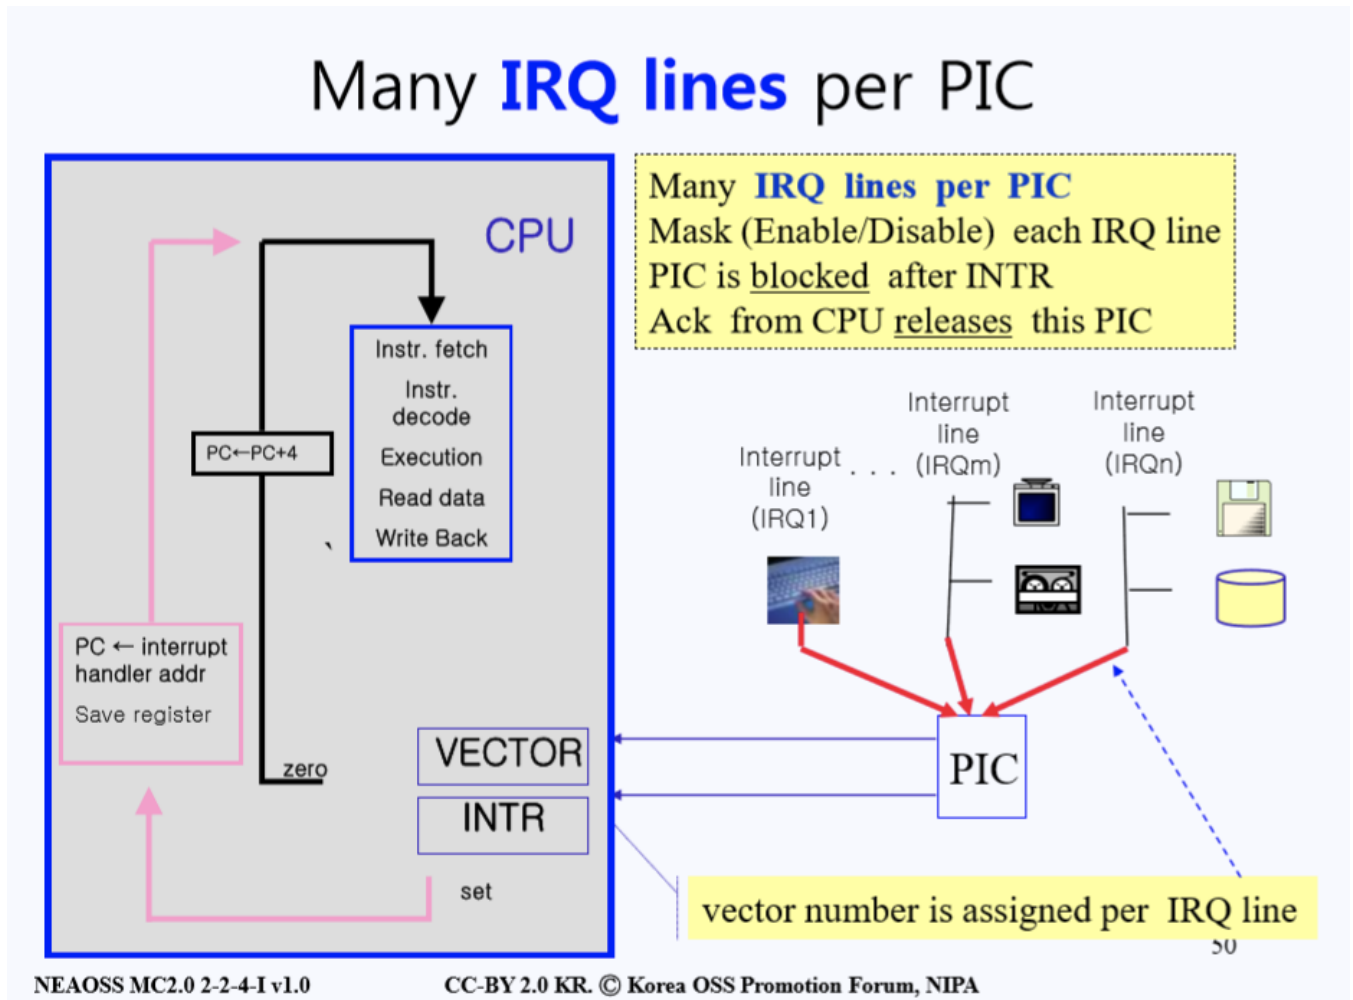 Many IRQ lines per PIC
CPU
Instr. fetch
Instr.
decode
Execution
Read data
Write Back
PC←PC+4
`
PC ← interrupt
handler addr
Save register
zero
VECTOR
INTR
set
Many IRQ lines per PIC
Mask (Enable/Disable) each IRQ line
PIC is blocked after INTR
Ack from CPU releases this PIC
Interrupt
line
(IRQ1)
. . .
Interrupt
line
(IRQm)
Interrupt
line
(IRQn)
PIC
vector number is assigned per IRQ line
50
NEAOSS MC2.0 2-2-4-I v1.0
CC-BY 2.0 KR. Ⓒ Korea OSS Promotion Forum, NIPA